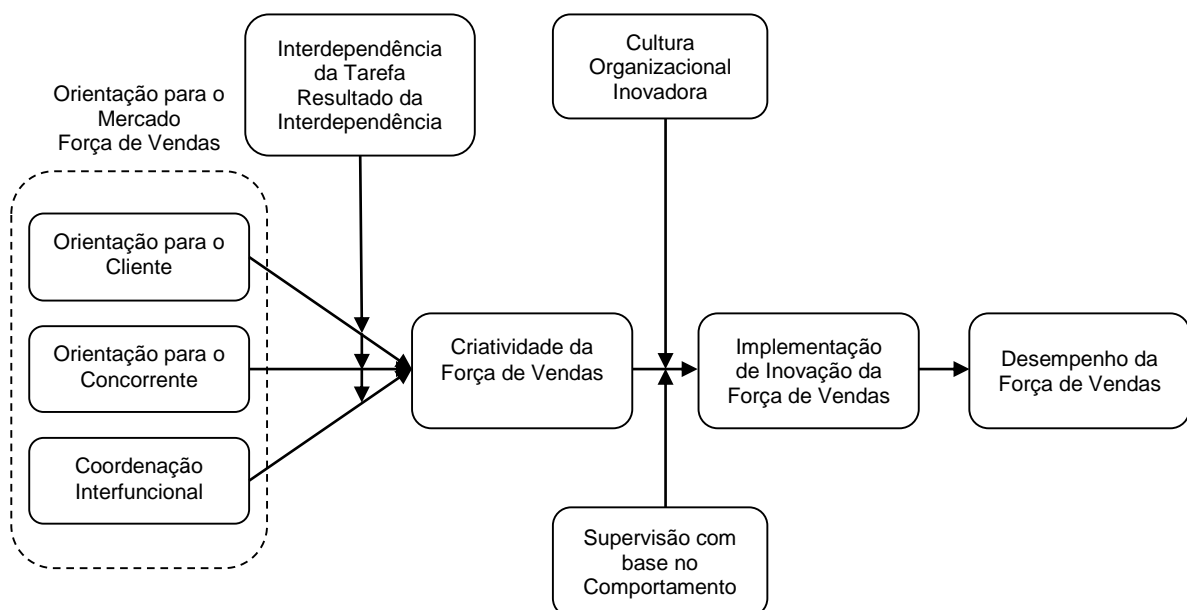 Interdependência
da Tarefa
Resultado da
Interdependência
Cultura
Organizacional
Inovadora
Orientação para o
Mercado
Força de Vendas
Orientação para o
Cliente
Orientação para o
Concorrente
Coordenação
Interfuncional
Criatividade da
Força de Vendas
Implementação
de Inovação da
Força de Vendas
Desempenho da
Força de Vendas
Supervisão com
base no
Comportamento